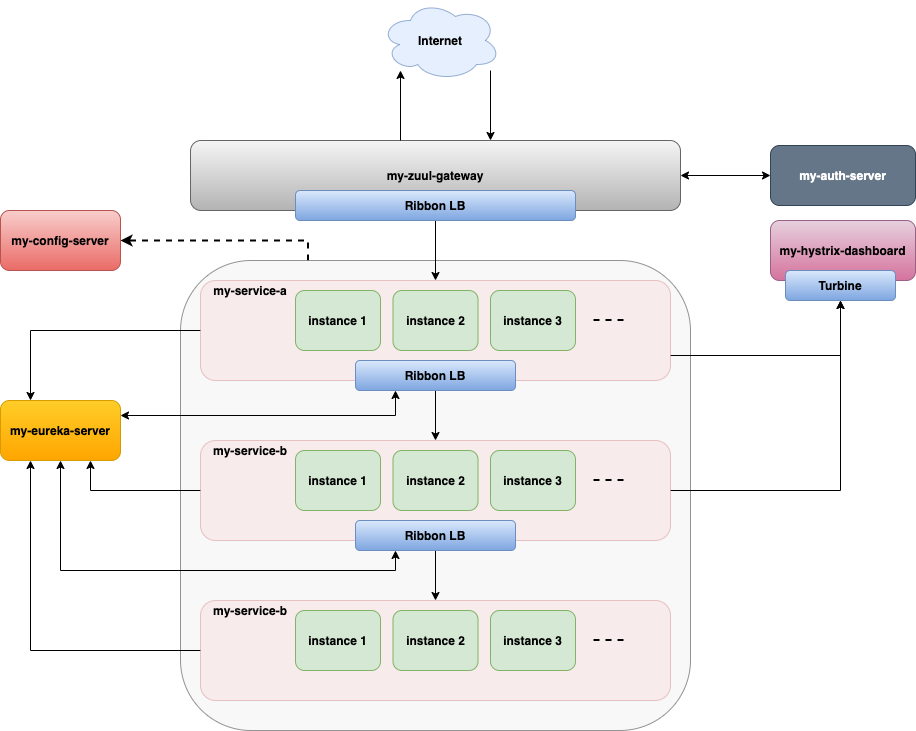 Internet
my-zuul-gateway
Ribbon LB
my-auth-server
my-config-server
my-hystrix-dashboard
Turbine
my-service-a
instance 1
instance 2
instance 3
Ribbon LB
my-eureka-server
my-service-b
instance 1
instance 2
instance 3
Ribbon LB
my-service-b
instance 1
instance 2
instance 3